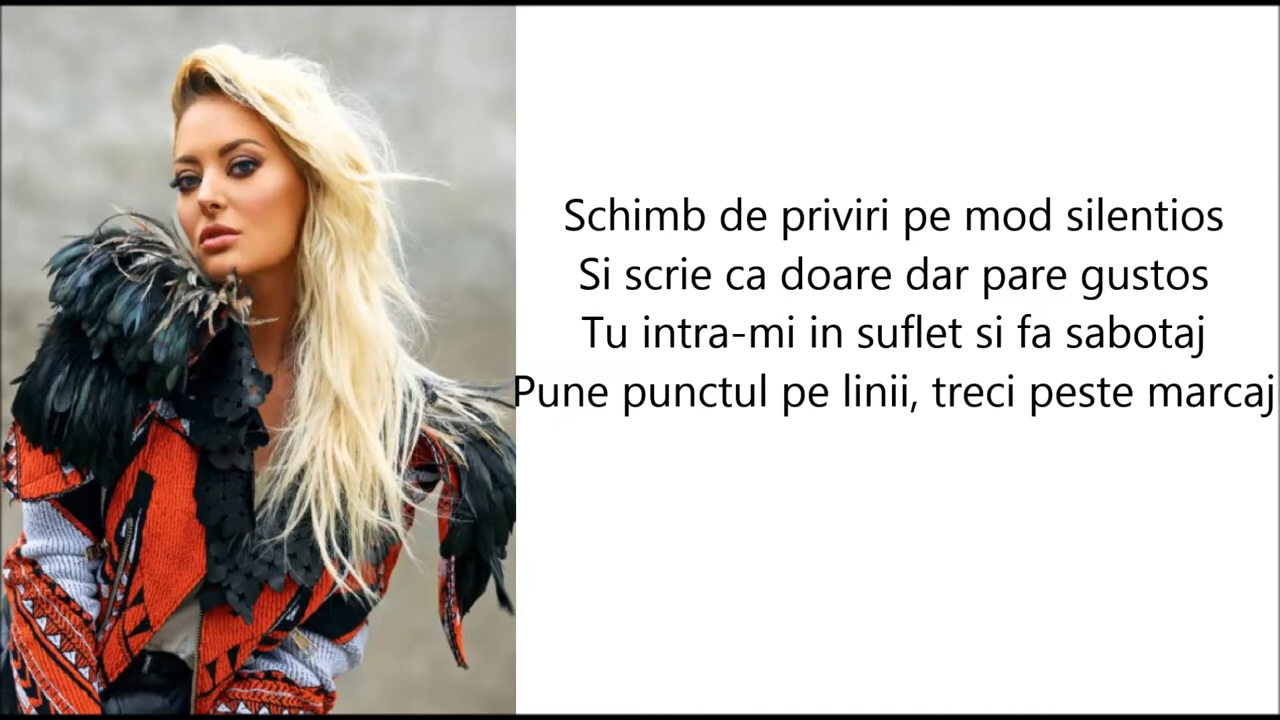 Schimb de priviri pe mod silentios
Si scrie ca doare dar pare gustos
Tu intra-mi in suflet si fa sabotaj
Pune punctul pe linii, treci peste marcaj